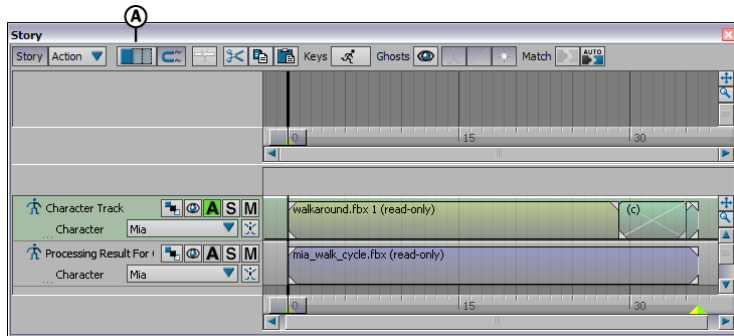 A
Story
Story Action Keys Ghosts Match AUTO
0 15 30
Character Track A S M
walkaround.fbx 1 (read-only) (c)
Character Mia
Processing Result For A S M
mia_walk_cycle.fbx (read-only)
Character Mia
0 15 30